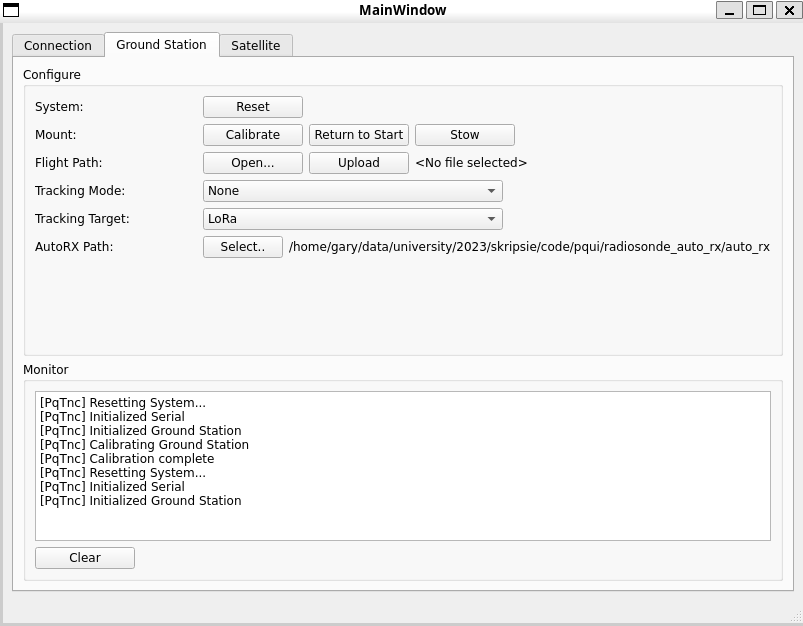 MainWindow
Connection Ground Station Satellite
Configure
System: Reset
Mount: Calibrate Return to Start Stow
Flight Path: Open... Upload <No file selected>
Tracking Mode: None
Tracking Target: LoRa
AutoRX Path: Select.. /home/gary/data/university/2023/skripsie/code/pqui/radiosonde_auto_rx/auto_rx
Monitor
[PqTnc] Resetting System...
[PqTnc] Initialized Serial
[PqTnc] Initialized Ground Station
[PqTnc] Calibrating Ground Station
[PqTnc] Calibration complete
[PqTnc] Resetting System...
[PqTnc] Initialized Serial
[PqTnc] Initialized Ground Station
Clear